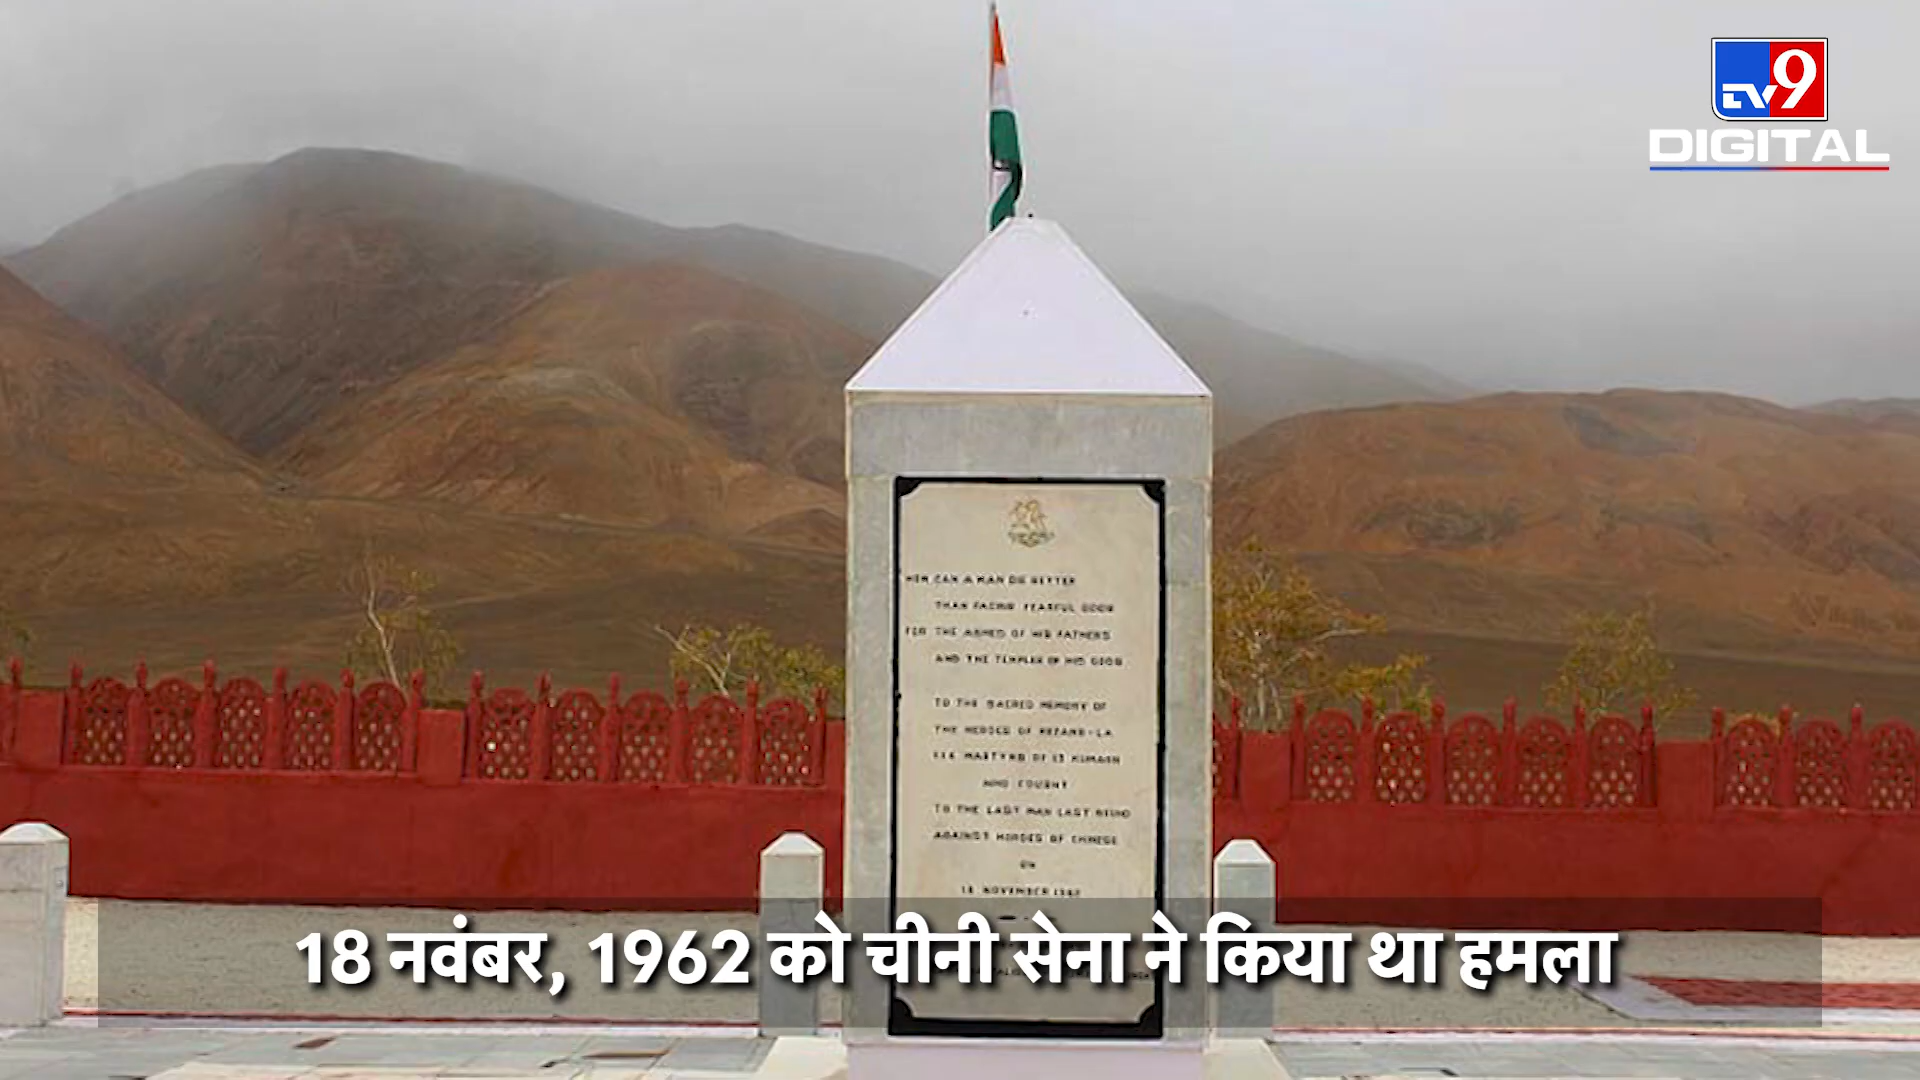 TV9
DIGITAL
HOW CAN A MAN DIE BETTER
THAN FACING FEARFUL ODDS
FOR THE ASHES OF HIS FATHERS
AND THE TEMPLES OF HIS GODS
TO THE SACRED MEMORY OF
THE HEROES OF REZANG-LA
114 MARTYRS OF 13 KUMAON
WHO FOUGHT
TO THE LAST MAN LAST ROUND
AGAINST HORDES OF CHINESE
ON
18 NOVEMBER 1962
18 नवंबर, 1962 को चीनी सेना ने किया था हमला